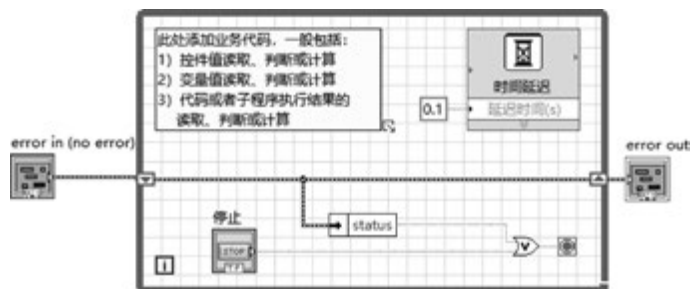 此处添加业务代码，一般包括：
1）控件值读取、判断或计算
2）变量值读取、判断或计算
3）代码或者子程序执行结果的
读取、判断或计算
时间延迟
0.1
延迟时间(s)
error in (no error)
error out
停止
status
STOP
TF
i